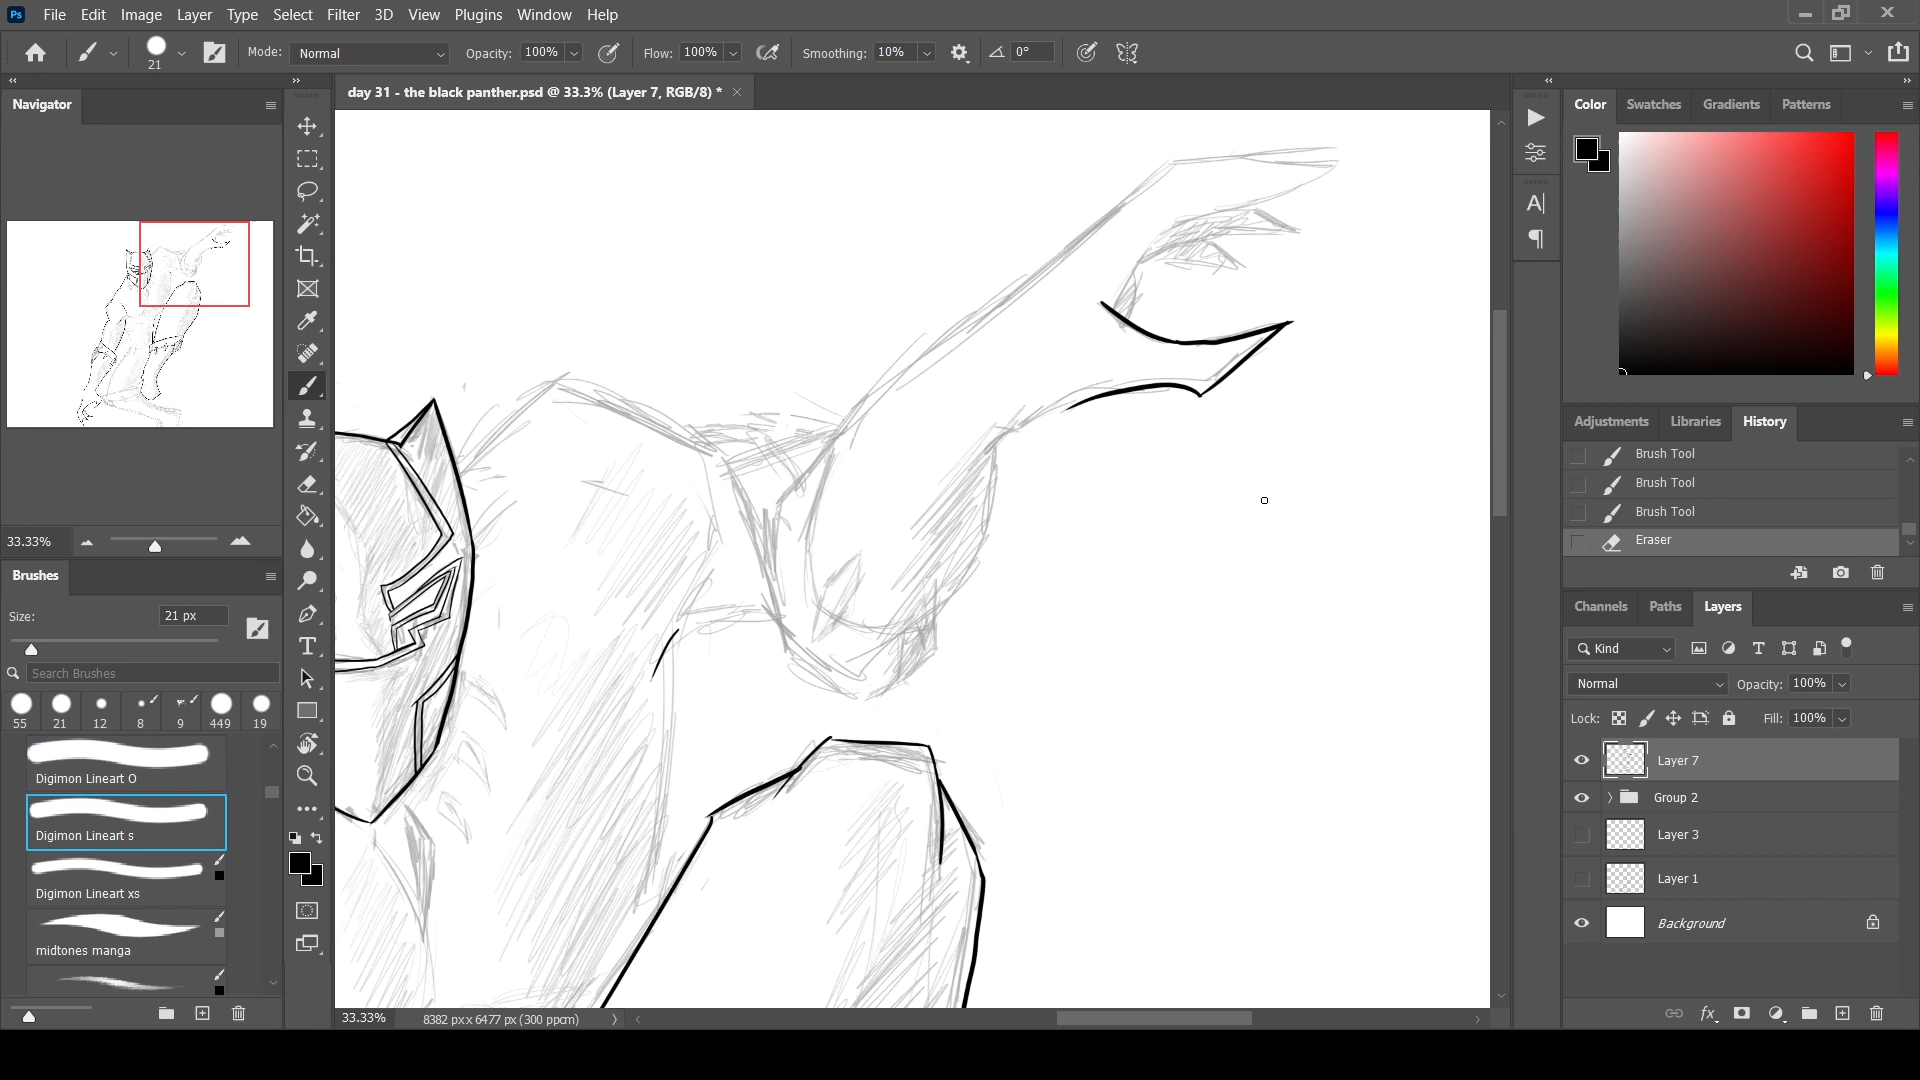 Ps File Edit Image Layer Type Select Filter 3D View Plugins Window Help
21 Mode: Normal Opacity: 100% Flow: 100% Smoothing: 10% 0°
Navigator
day 31 - the black panther.psd @ 33.3% (Layer 7, RGB/8) *
Color Swatches Gradients Patterns
33.33%
Brushes
Size: 21 px
Search Brushes
55 21 12 8 9 449 19
Digimon Lineart O
Digimon Lineart s
Digimon Lineart xs
midtones manga
33.33% 8382 px x 6477 px (300 ppcm)
Adjustments Libraries History
Brush Tool
Brush Tool
Brush Tool
Eraser
Channels Paths Layers
Kind
Normal Opacity: 100%
Lock: Fill: 100%
Layer 7
Group 2
Layer 3
Layer 1
Background